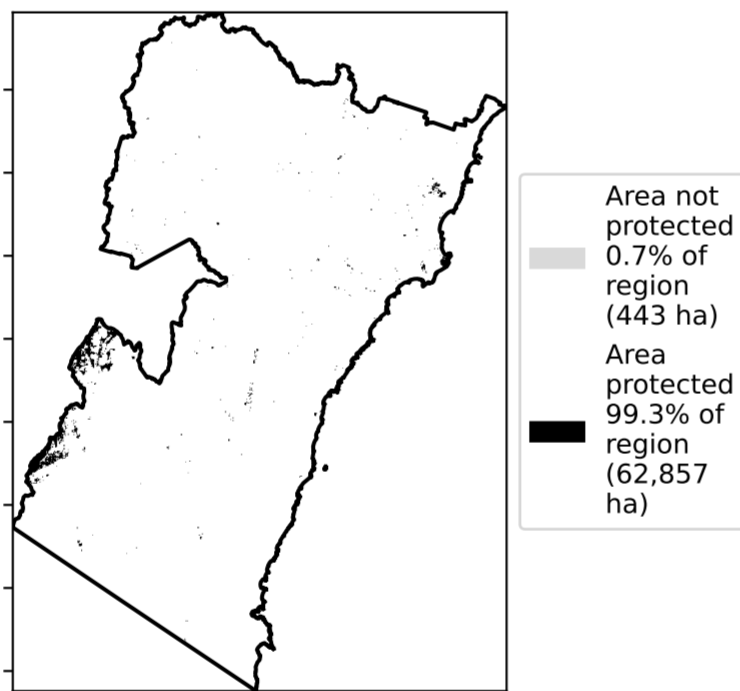 Area not
protected
0.7% of
region
(443 ha)
Area
protected
99.3% of
region
(62,857
ha)